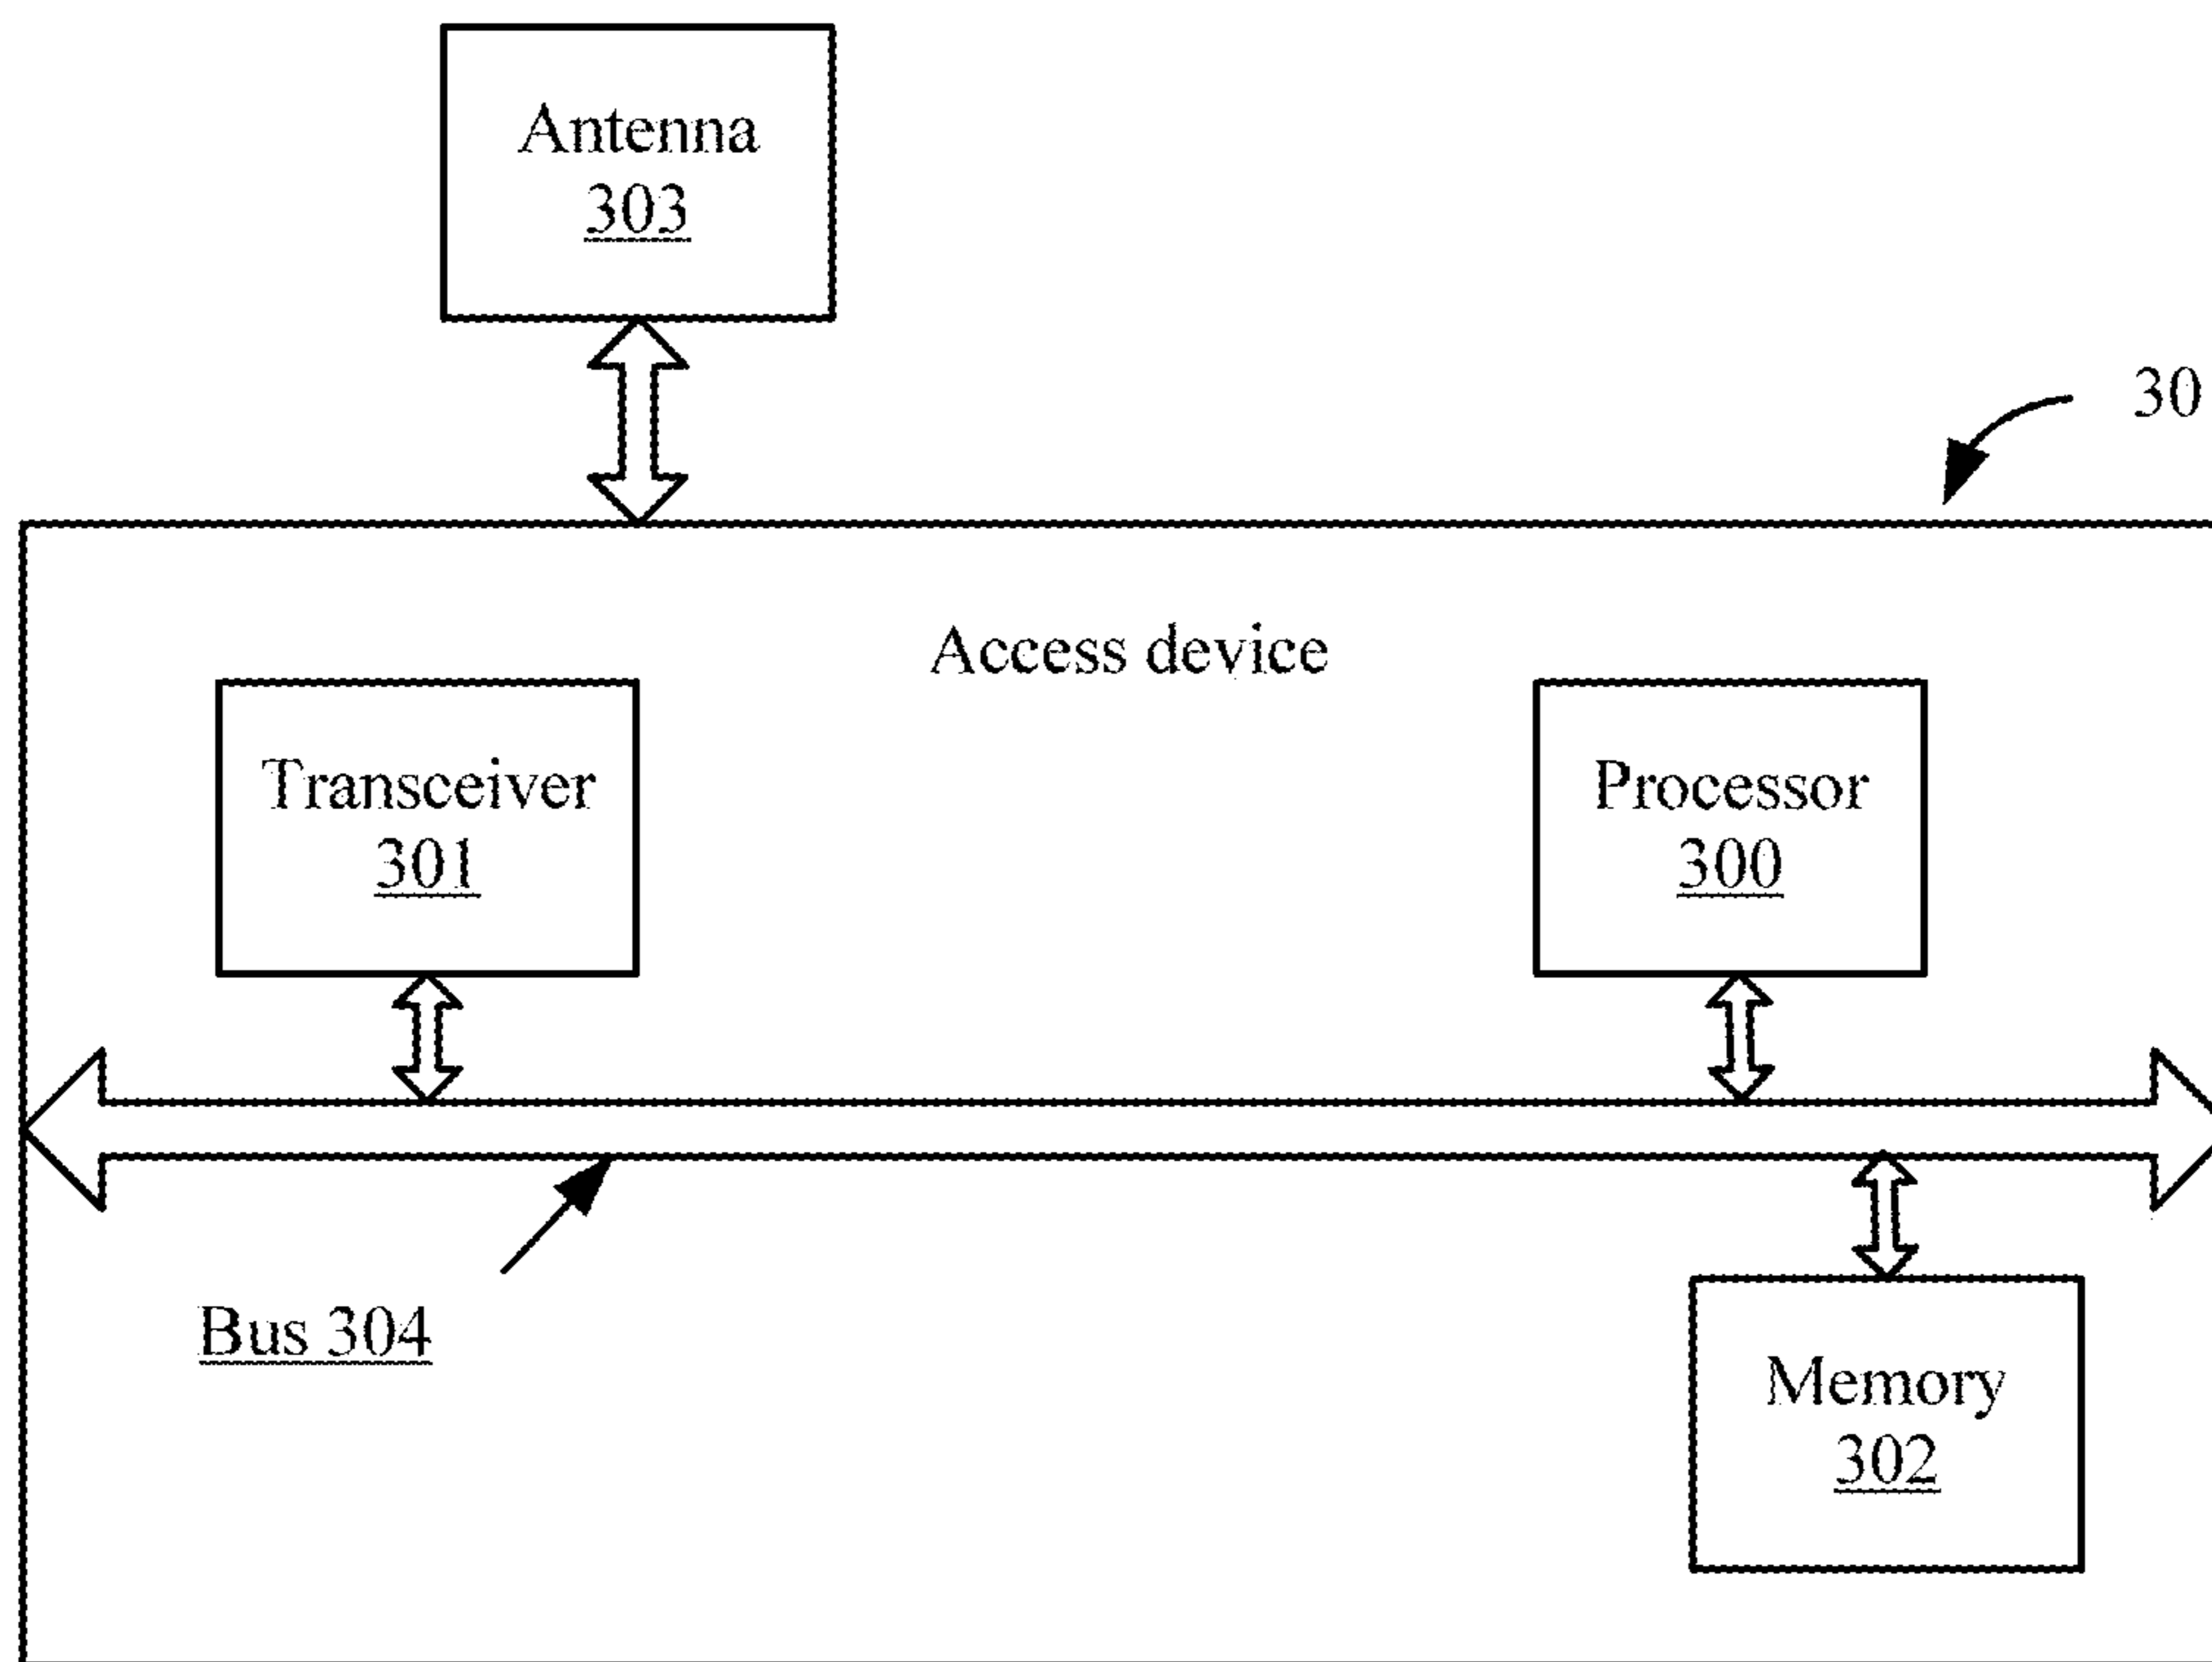 Antenna
303
30
Access device
Transceiver
301
Processor
300
Bus 304
Memory
302